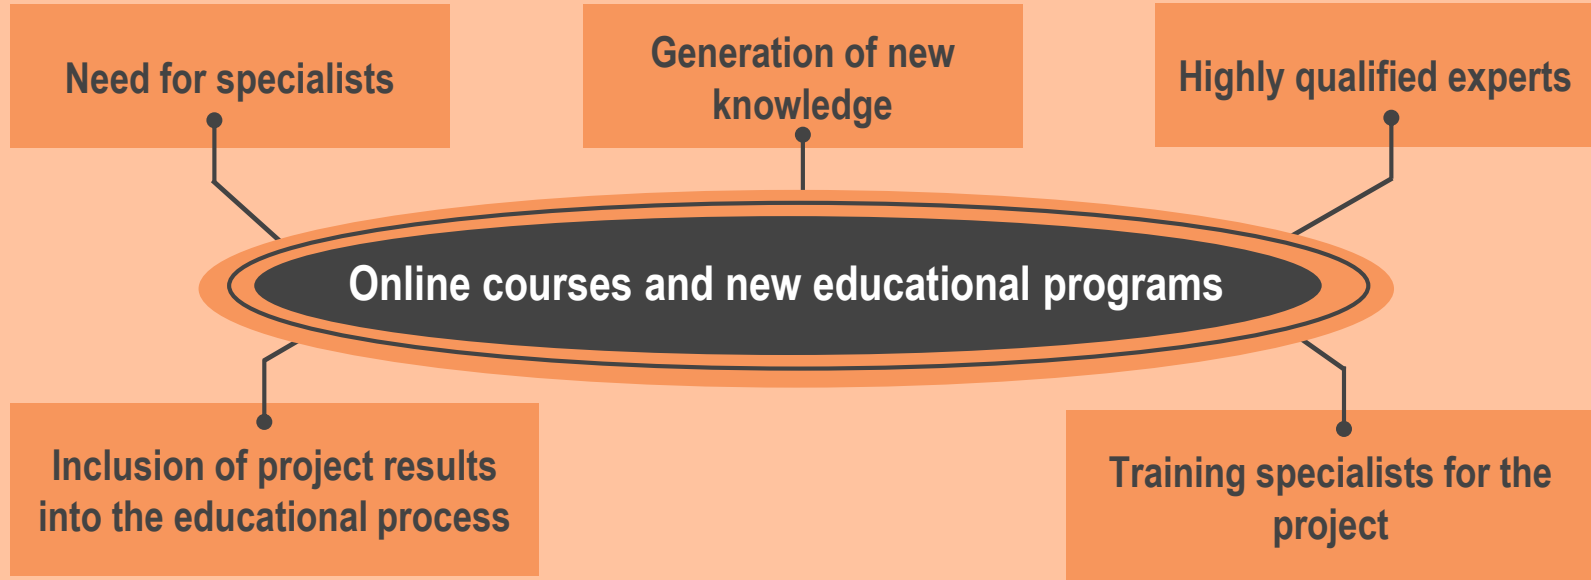 Need for specialists
Generation of new
knowledge
Highly qualified experts
Online courses and new educational programs
Inclusion of project results
into the educational process
Training specialists for the
project